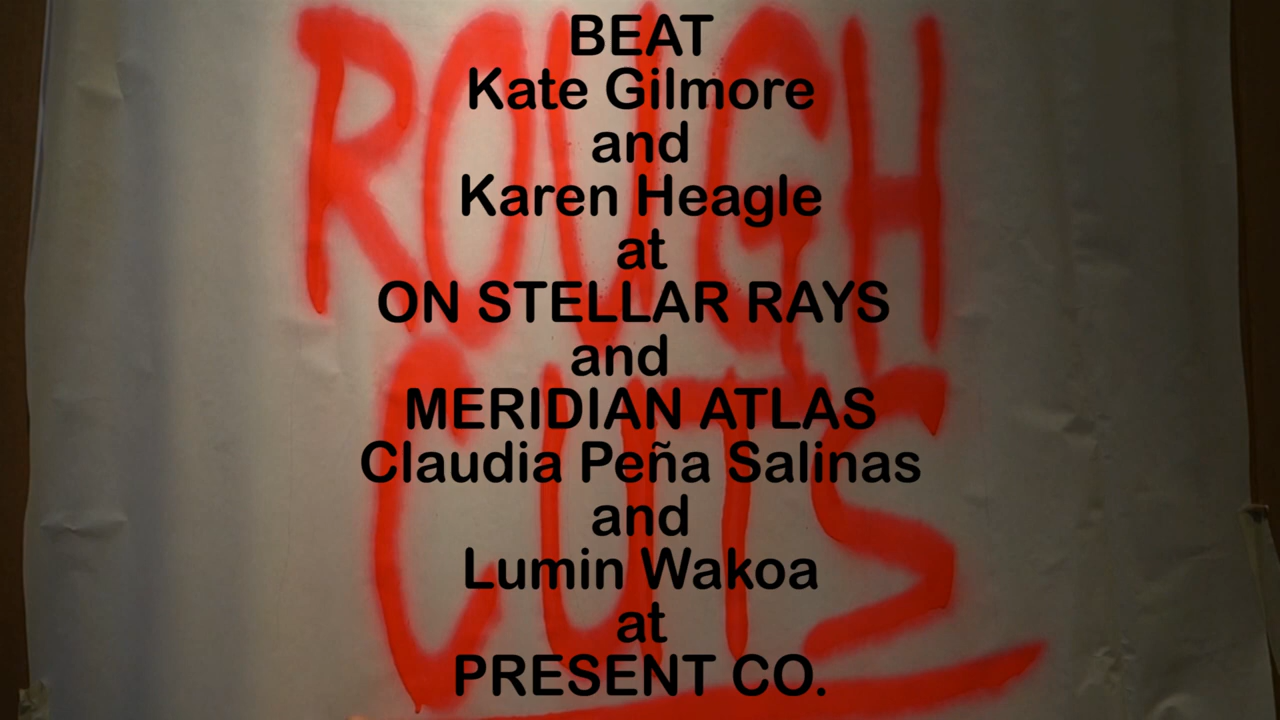 ROUGH
CUTS
BEAT
Kate Gilmore
and
Karen Heagle
at
ON STELLAR RAYS
and
MERIDIAN ATLAS
Claudia Peña Salinas
and
Lumin Wakoa
at
PRESENT CO.